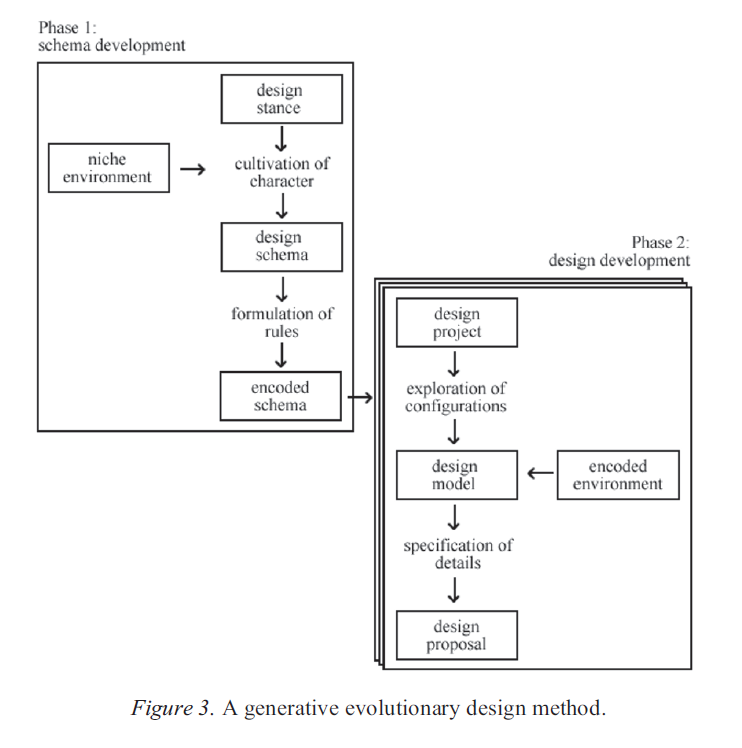 Phase 1:
schema development
design
stance
niche
environment
cultivation of
character
design
schema
formulation of
rules
encoded
schema
Phase 2:
design development
design
project
exploration of
configurations
design
model
encoded
environment
specification of
details
design
proposal
Figure 3. A generative evolutionary design method.